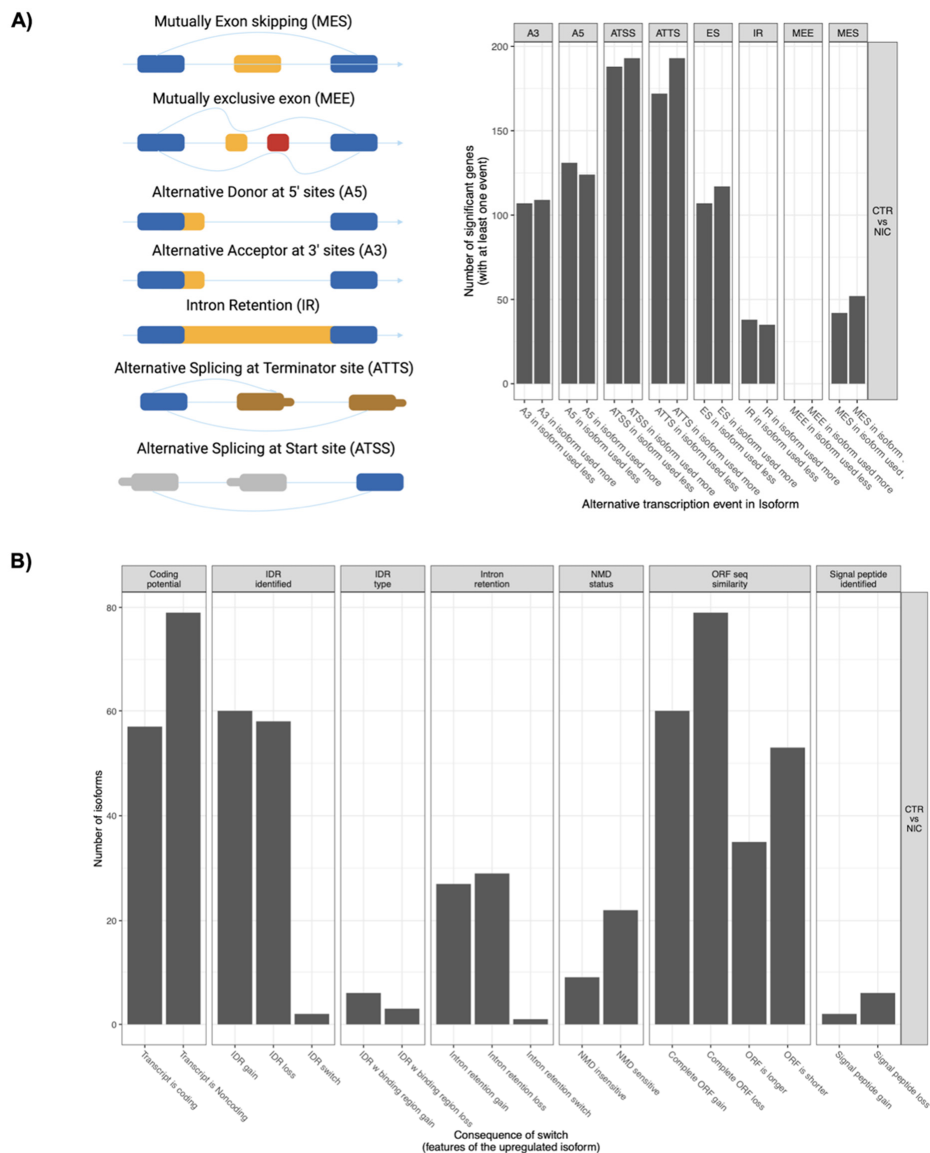 A)
Mutually Exon skipping (MES)
Mutually exclusive exon (MEE)
Alternative Donor at 5' sites (A5)
Alternative Acceptor at 3' sites (A3)
Intron Retention (IR)
Alternative Splicing at Terminator site (ATTS)
Alternative Splicing at Start site (ATSS)
A3 A5 ATSS ATTS ES IR MEE MES
Number of significant genes
(with at least one event)
200
150
100
50
0
CTR
vs
NIC
A3 in isoform used less
A3 in isoform used more
A5 in isoform used less
A5 in isoform used more
ATSS in isoform used less
ATSS in isoform used more
ATTS in isoform used less
ATTS in isoform used more
ES in isoform used less
ES in isoform used more
IR in isoform used less
IR in isoform used more
MEE in isoform used less
MEE in isoform used more
MES in isoform used
MES in isoform
Alternative transcription event in Isoform
B)
Coding
potential
IDR
identified
IDR
type
Intron
retention
NMD
status
ORF seq
similarity
Signal peptide
identified
Number of isoforms
80
60
40
20
0
CTR
vs
NIC
Transcript is coding
Transcript is Noncoding
IDR gain
IDR loss
IDR switch
IDR w binding region gain
IDR w binding region loss
Intron retention gain
Intron retention loss
Intron retention switch
NMD insensitive
NMD sensitive
Complete ORF gain
Complete ORF loss
ORF is longer
ORF is shorter
Signal peptide gain
Signal peptide loss
Consequence of switch
(features of the upregulated isoform)